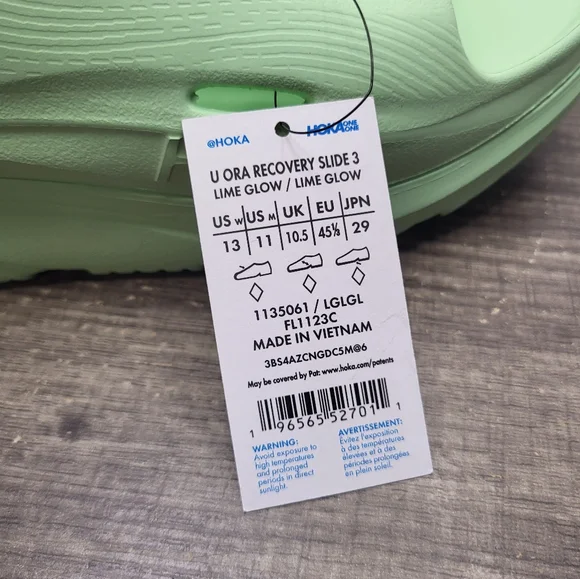 @HOKA HOKA ONE ONE
U ORA RECOVERY SLIDE 3
LIME GLOW / LIME GLOW
US W US M UK EU JPN
13 11 10.5 45⅓ 29
1135061 / LGLGL
FL1123C
MADE IN VIETNAM
3BS4AZCNGDC5M@6
May be covered by Pat: www.hoka.com/patents
1 96565 52701 1
WARNING:
Avoid exposure to
high temperatures
and prolonged
periods in direct
sunlight.
AVERTISSEMENT:
Évitez l'exposition
à des températures
élevées et à des
périodes prolongées
en plein soleil.